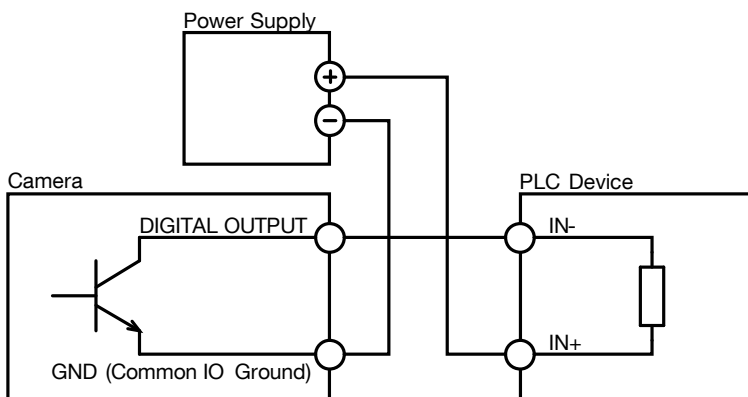 Power Supply
+
−
Camera
PLC Device
DIGITAL OUTPUT
IN-
IN+
GND (Common IO Ground)